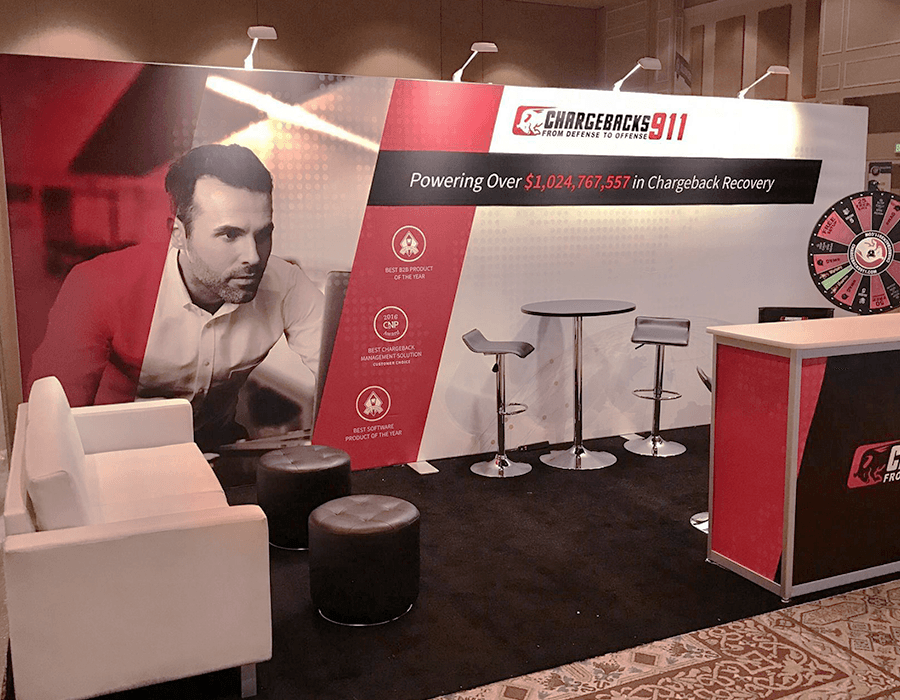 CHARGEBACKS911
FROM DEFENSE TO OFFENSE
Powering Over $1,024,767,557 in Chargeback Recovery
BEST B2B PRODUCT
OF THE YEAR
2016
CNP
Award
BEST CHARGEBACK
MANAGEMENT SOLUTION
CUSTOMER CHOICE
BEST SOFTWARE
PRODUCT OF THE YEAR